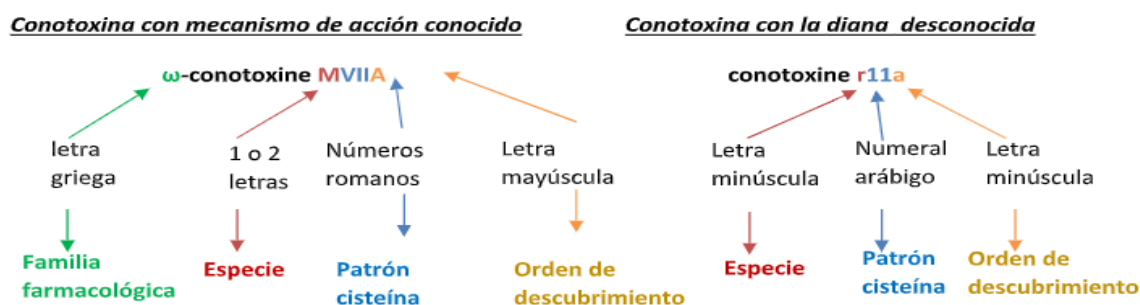 Conotoxina con mecanismo de acción conocido
ω-conotoxine MVIIA
letra
griega
1 o 2
letras
Números
romanos
Letra
mayúscula
Familia
farmacológica
Especie
Patrón
cisteína
Orden de
descubrimiento
Conotoxina con la diana desconocida
conotoxine r11a
Letra
minúscula
Numeral
arábigo
Letra
minúscula
Especie
Patrón
cisteína
Orden de
descubrimiento